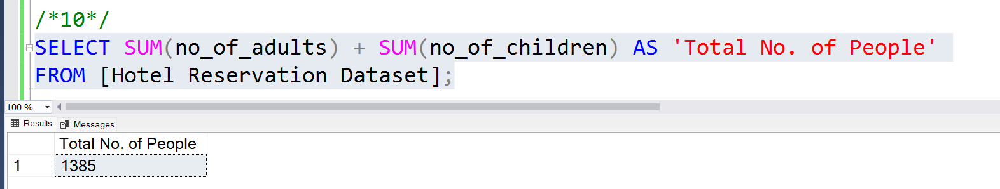 /*10*/
SELECT SUM(no_of_adults) + SUM(no_of_children) AS 'Total No. of People'
FROM [Hotel Reservation Dataset];
100 %
Results Messages
Total No. of People
1 1385